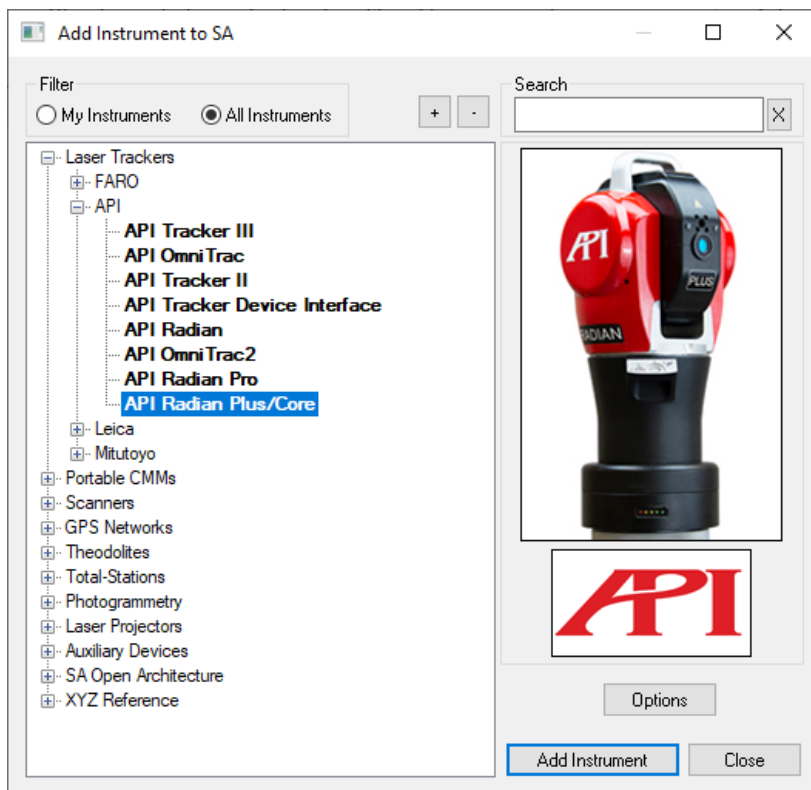 Add Instrument to SA
Filter
My Instruments
All Instruments
+
-
Search
X
Laser Trackers
FARO
API
API Tracker III
API OmniTrac
API Tracker II
API Tracker Device Interface
API Radian
API OmniTrac2
API Radian Pro
API Radian Plus/Core
Leica
Mitutoyo
Portable CMMs
Scanners
GPS Networks
Theodolites
Total-Stations
Photogrammetry
Laser Projectors
Auxiliary Devices
SA Open Architecture
XYZ Reference
API
PLUS
RADIAN
API
Options
Add Instrument
Close